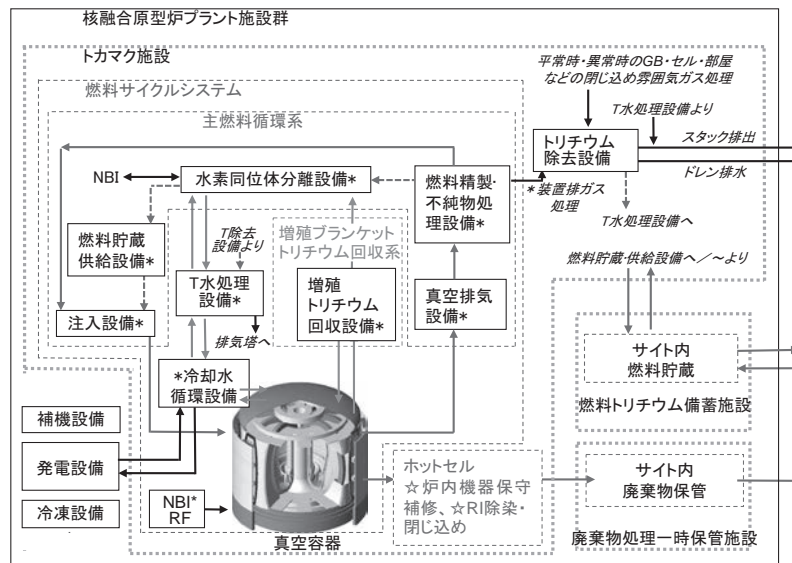 核融合原型炉プラント施設群
トカマク施設
燃料サイクルシステム
主燃料循環系
平常時・異常時のGB・セル・部屋
などの閉じ込め雰囲気ガス処理
T水処理設備より
トリチウム
除去設備
スタック排出
ドレン排水
*装置排ガス
処理
T水処理設備へ
NBI
水素同位体分離設備*
燃料精製・
不純物処
理設備*
燃料貯蔵
供給設備*
T除去
設備より
増殖ブランケット
トリチウム回収系
T水処理
設備*
増殖
トリチウム
回収設備*
真空排気
設備*
注入設備*
排気塔へ
燃料貯蔵・供給設備へ/~より
サイト内
燃料貯蔵
燃料トリチウム備蓄施設
*冷却水
循環設備
補機設備
発電設備
冷凍設備
NBI*
RF
真空容器
ホットセル
☆炉内機器保守
補修、☆RI除染・
閉じ込め
サイト内
廃棄物保管
廃棄物処理一時保管施設